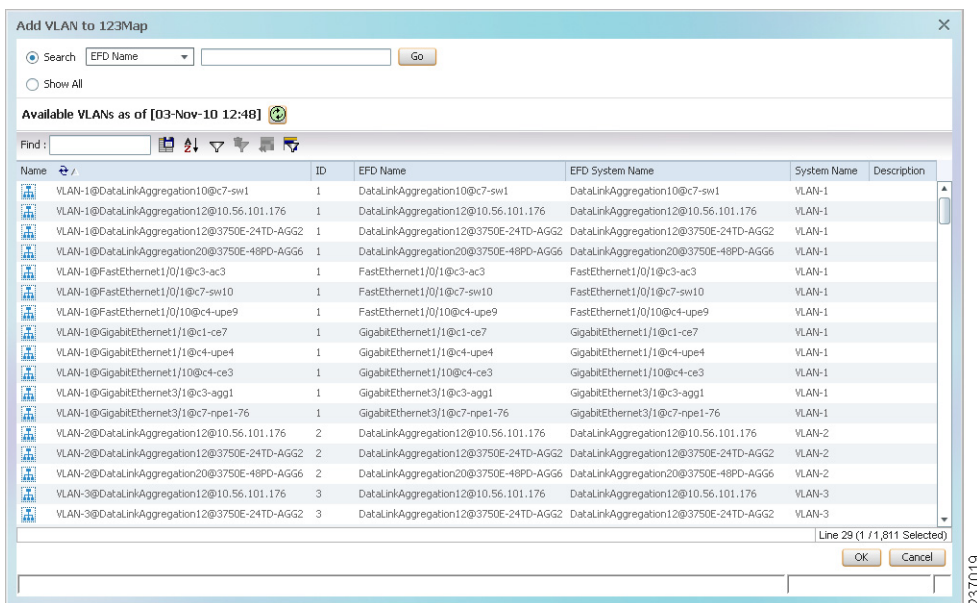 Add VLAN to 123Map
Search EFD Name Go
Show All
Available VLANs as of [03-Nov-10 12:48]
Find :
Name ID EFD Name EFD System Name System Name Description
VLAN-1@DataLinkAggregation10@c7-sw1 1 DataLinkAggregation10@c7-sw1 DataLinkAggregation10@c7-sw1 VLAN-1
VLAN-1@DataLinkAggregation12@10.56.101.176 1 DataLinkAggregation12@10.56.101.176 DataLinkAggregation12@10.56.101.176 VLAN-1
VLAN-1@DataLinkAggregation12@3750E-24TD-AGG2 1 DataLinkAggregation12@3750E-24TD-AGG2 DataLinkAggregation12@3750E-24TD-AGG2 VLAN-1
VLAN-1@DataLinkAggregation20@3750E-48PD-AGG6 1 DataLinkAggregation20@3750E-48PD-AGG6 DataLinkAggregation20@3750E-48PD-AGG6 VLAN-1
VLAN-1@FastEthernet1/0/1@c3-ac3 1 FastEthernet1/0/1@c3-ac3 FastEthernet1/0/1@c3-ac3 VLAN-1
VLAN-1@FastEthernet1/0/1@c7-sw10 1 FastEthernet1/0/1@c7-sw10 FastEthernet1/0/1@c7-sw10 VLAN-1
VLAN-1@FastEthernet1/0/10@c4-upe9 1 FastEthernet1/0/10@c4-upe9 FastEthernet1/0/10@c4-upe9 VLAN-1
VLAN-1@GigabitEthernet1/1@c1-ce7 1 GigabitEthernet1/1@c1-ce7 GigabitEthernet1/1@c1-ce7 VLAN-1
VLAN-1@GigabitEthernet1/1@c4-upe4 1 GigabitEthernet1/1@c4-upe4 GigabitEthernet1/1@c4-upe4 VLAN-1
VLAN-1@GigabitEthernet1/10@c4-ce3 1 GigabitEthernet1/10@c4-ce3 GigabitEthernet1/10@c4-ce3 VLAN-1
VLAN-1@GigabitEthernet3/1@c3-agg1 1 GigabitEthernet3/1@c3-agg1 GigabitEthernet3/1@c3-agg1 VLAN-1
VLAN-1@GigabitEthernet3/1@c7-npe1-76 1 GigabitEthernet3/1@c7-npe1-76 GigabitEthernet3/1@c7-npe1-76 VLAN-1
VLAN-2@DataLinkAggregation12@10.56.101.176 2 DataLinkAggregation12@10.56.101.176 DataLinkAggregation12@10.56.101.176 VLAN-2
VLAN-2@DataLinkAggregation12@3750E-24TD-AGG2 2 DataLinkAggregation12@3750E-24TD-AGG2 DataLinkAggregation12@3750E-24TD-AGG2 VLAN-2
VLAN-2@DataLinkAggregation20@3750E-48PD-AGG6 2 DataLinkAggregation20@3750E-48PD-AGG6 DataLinkAggregation20@3750E-48PD-AGG6 VLAN-2
VLAN-3@DataLinkAggregation12@10.56.101.176 3 DataLinkAggregation12@10.56.101.176 DataLinkAggregation12@10.56.101.176 VLAN-3
VLAN-3@DataLinkAggregation12@3750E-24TD-AGG2 3 DataLinkAggregation12@3750E-24TD-AGG2 DataLinkAggregation12@3750E-24TD-AGG2 VLAN-3
Line 29 (1 / 1,811 Selected)
OK Cancel
237019